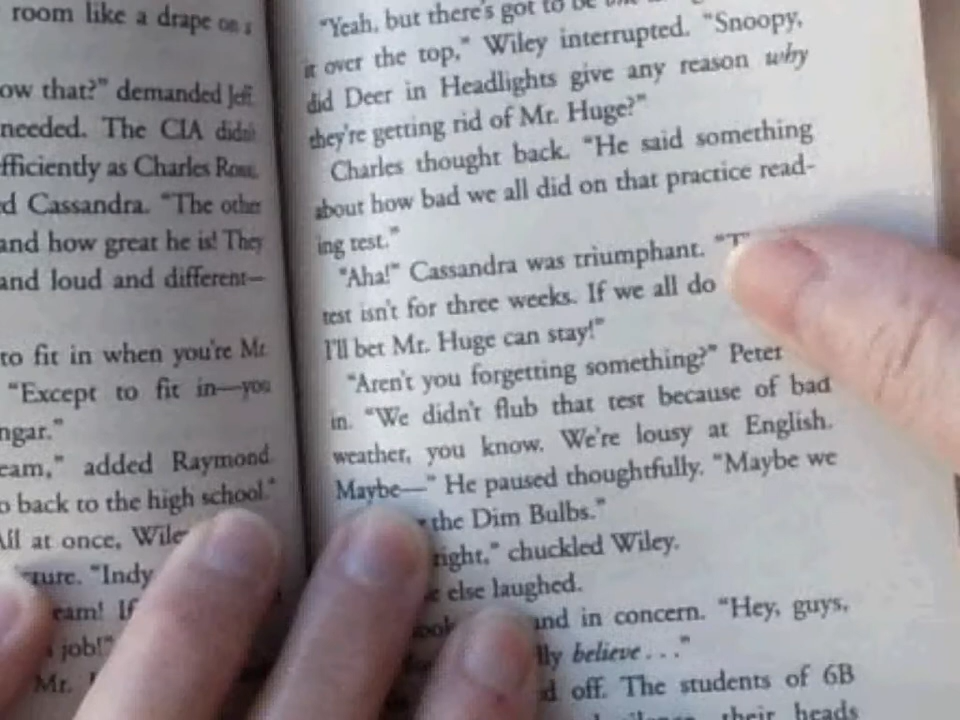 room like a drape on
ow that?" demanded Jeff.
needed. The CIA didn't
fficiently as Charles Rossi,
d Cassandra. "The other
and how great he is! They
and loud and different—
to fit in when you're Mr.
"Except to fit in—you
ngar."
eam," added Raymond.
o back to the high school."
All at once, Wile
ture. "Indy
eam! If
job!"
Mr.
"Yeah, but there's got to be
it over the top," Wiley interrupted. "Snoopy,
did Deer in Headlights give any reason why
they're getting rid of Mr. Huge?"
Charles thought back. "He said something
about how bad we all did on that practice read-
ing test."
"Aha!" Cassandra was triumphant.
test isn't for three weeks. If we all do
I'll bet Mr. Huge can stay!"
"Aren't you forgetting something?" Peter
in. "We didn't flub that test because of bad
weather, you know. We're lousy at English.
Maybe—" He paused thoughtfully. "Maybe we
the Dim Bulbs."
right," chuckled Wiley.
else laughed.
und in concern. "Hey, guys,
lly believe . . ."
d off. The students of 6B
their heads